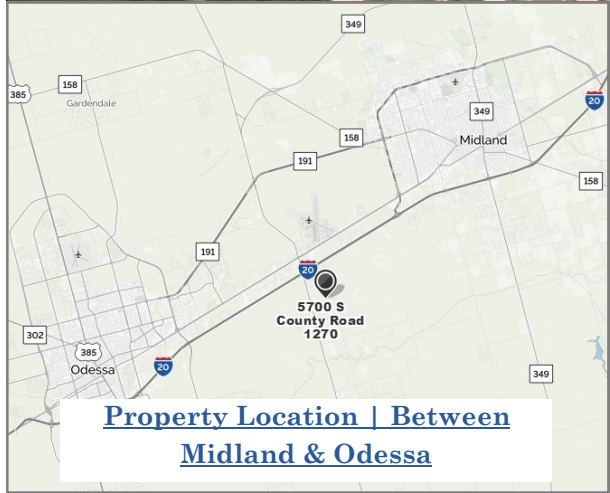 349
385
158
Gardendale
20
349
158
Midland
191
158
191
20
5700 S
County Road
1270
302
385
Odessa
20
349
Property Location | Between
Midland & Odessa